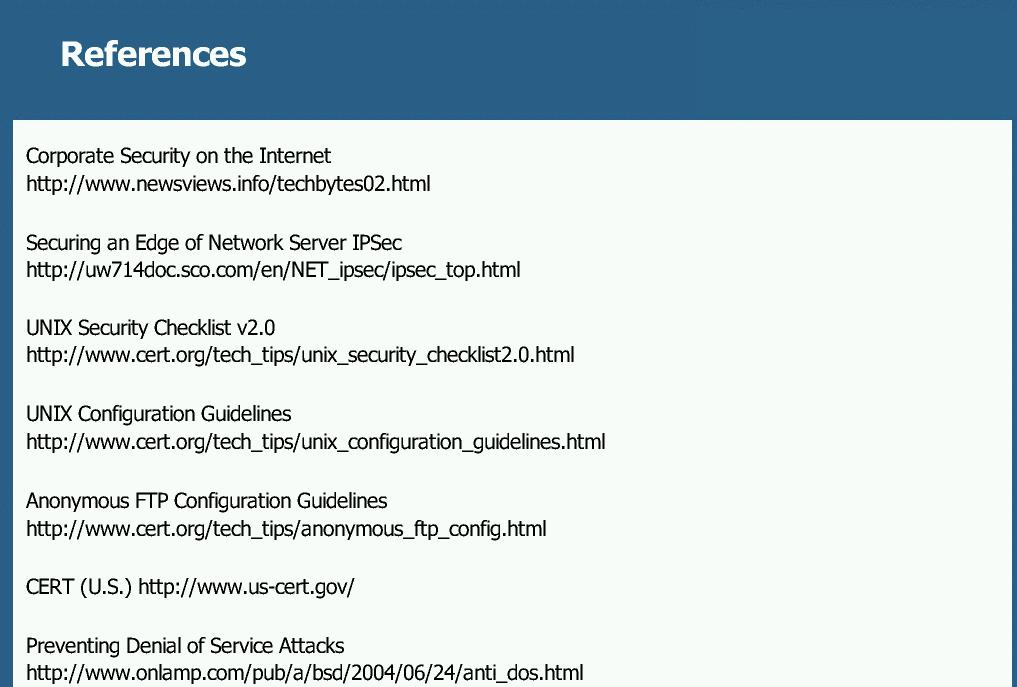 References
Corporate Security on the Internet
http://www.newsviews.info/techbytes02.html
Securing an Edge of Network Server IPSec
http://uw714doc.sco.com/en/NET_ipsec/ipsec_top.html
UNIX Security Checklist v2.0
http://www.cert.org/tech_tips/unix_security_checklist2.0.html
UNIX Configuration Guidelines
http://www.cert.org/tech_tips/unix_configuration_guidelines.html
Anonymous FTP Configuration Guidelines
http://www.cert.org/tech_tips/anonymous_ftp_config.html
CERT (U.S.) http://www.us-cert.gov/
Preventing Denial of Service Attacks
http://www.onlamp.com/pub/a/bsd/2004/06/24/anti_dos.html